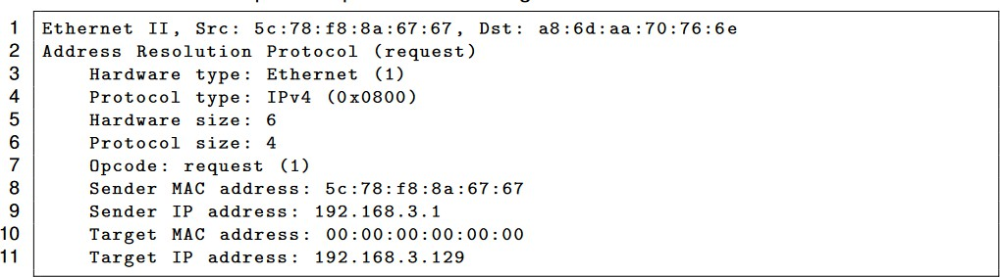 1 Ethernet II, Src: 5c:78:f8:8a:67:67, Dst: a8:6d:aa:70:76:6e
2 Address Resolution Protocol (request)
3 Hardware type: Ethernet (1)
4 Protocol type: IPv4 (0x0800)
5 Hardware size: 6
6 Protocol size: 4
7 Opcode: request (1)
8 Sender MAC address: 5c:78:f8:8a:67:67
9 Sender IP address: 192.168.3.1
10 Target MAC address: 00:00:00:00:00:00
11 Target IP address: 192.168.3.129